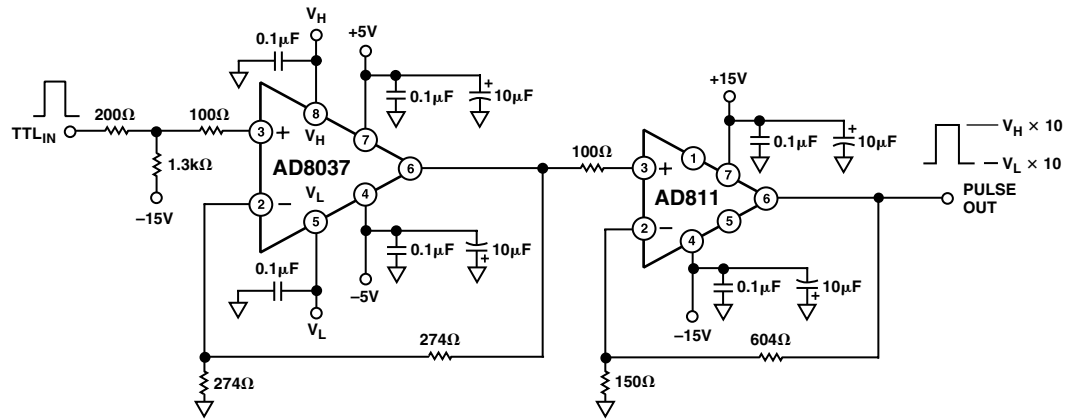 V_H
0.1μF
+5V
0.1μF
10μF
+
TTL_IN
200Ω
100Ω
1.3kΩ
–15V
3
+
2
–
8
V_H
7
AD8037
6
V_L
4
5
0.1μF
V_L
–5V
0.1μF
10μF
+
274Ω
274Ω
100Ω
+15V
0.1μF
10μF
+
3
+
1
7
AD811
6
2
–
5
4
–15V
0.1μF
10μF
+
604Ω
150Ω
V_H × 10
V_L × 10
PULSE
OUT